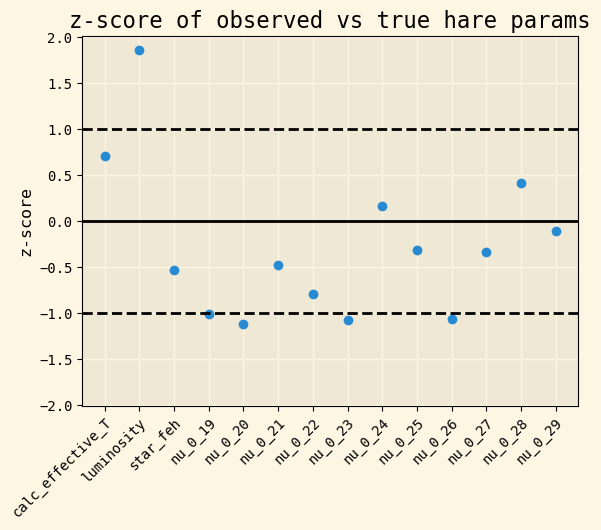 z-score of observed vs true hare params
z-score
2.0
1.5
1.0
0.5
0.0
−0.5
−1.0
−1.5
−2.0
calc_effective_T
luminosity
star_feh
nu_0_19
nu_0_20
nu_0_21
nu_0_22
nu_0_23
nu_0_24
nu_0_25
nu_0_26
nu_0_27
nu_0_28
nu_0_29